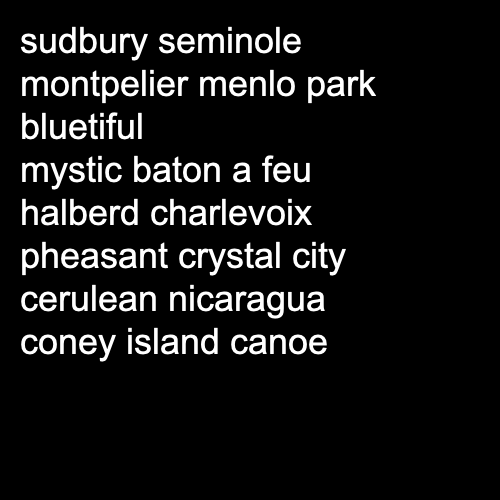 sudbury seminole
montpelier menlo park
bluetiful
mystic baton a feu
halberd charlevoix
pheasant crystal city
cerulean nicaragua
coney island canoe